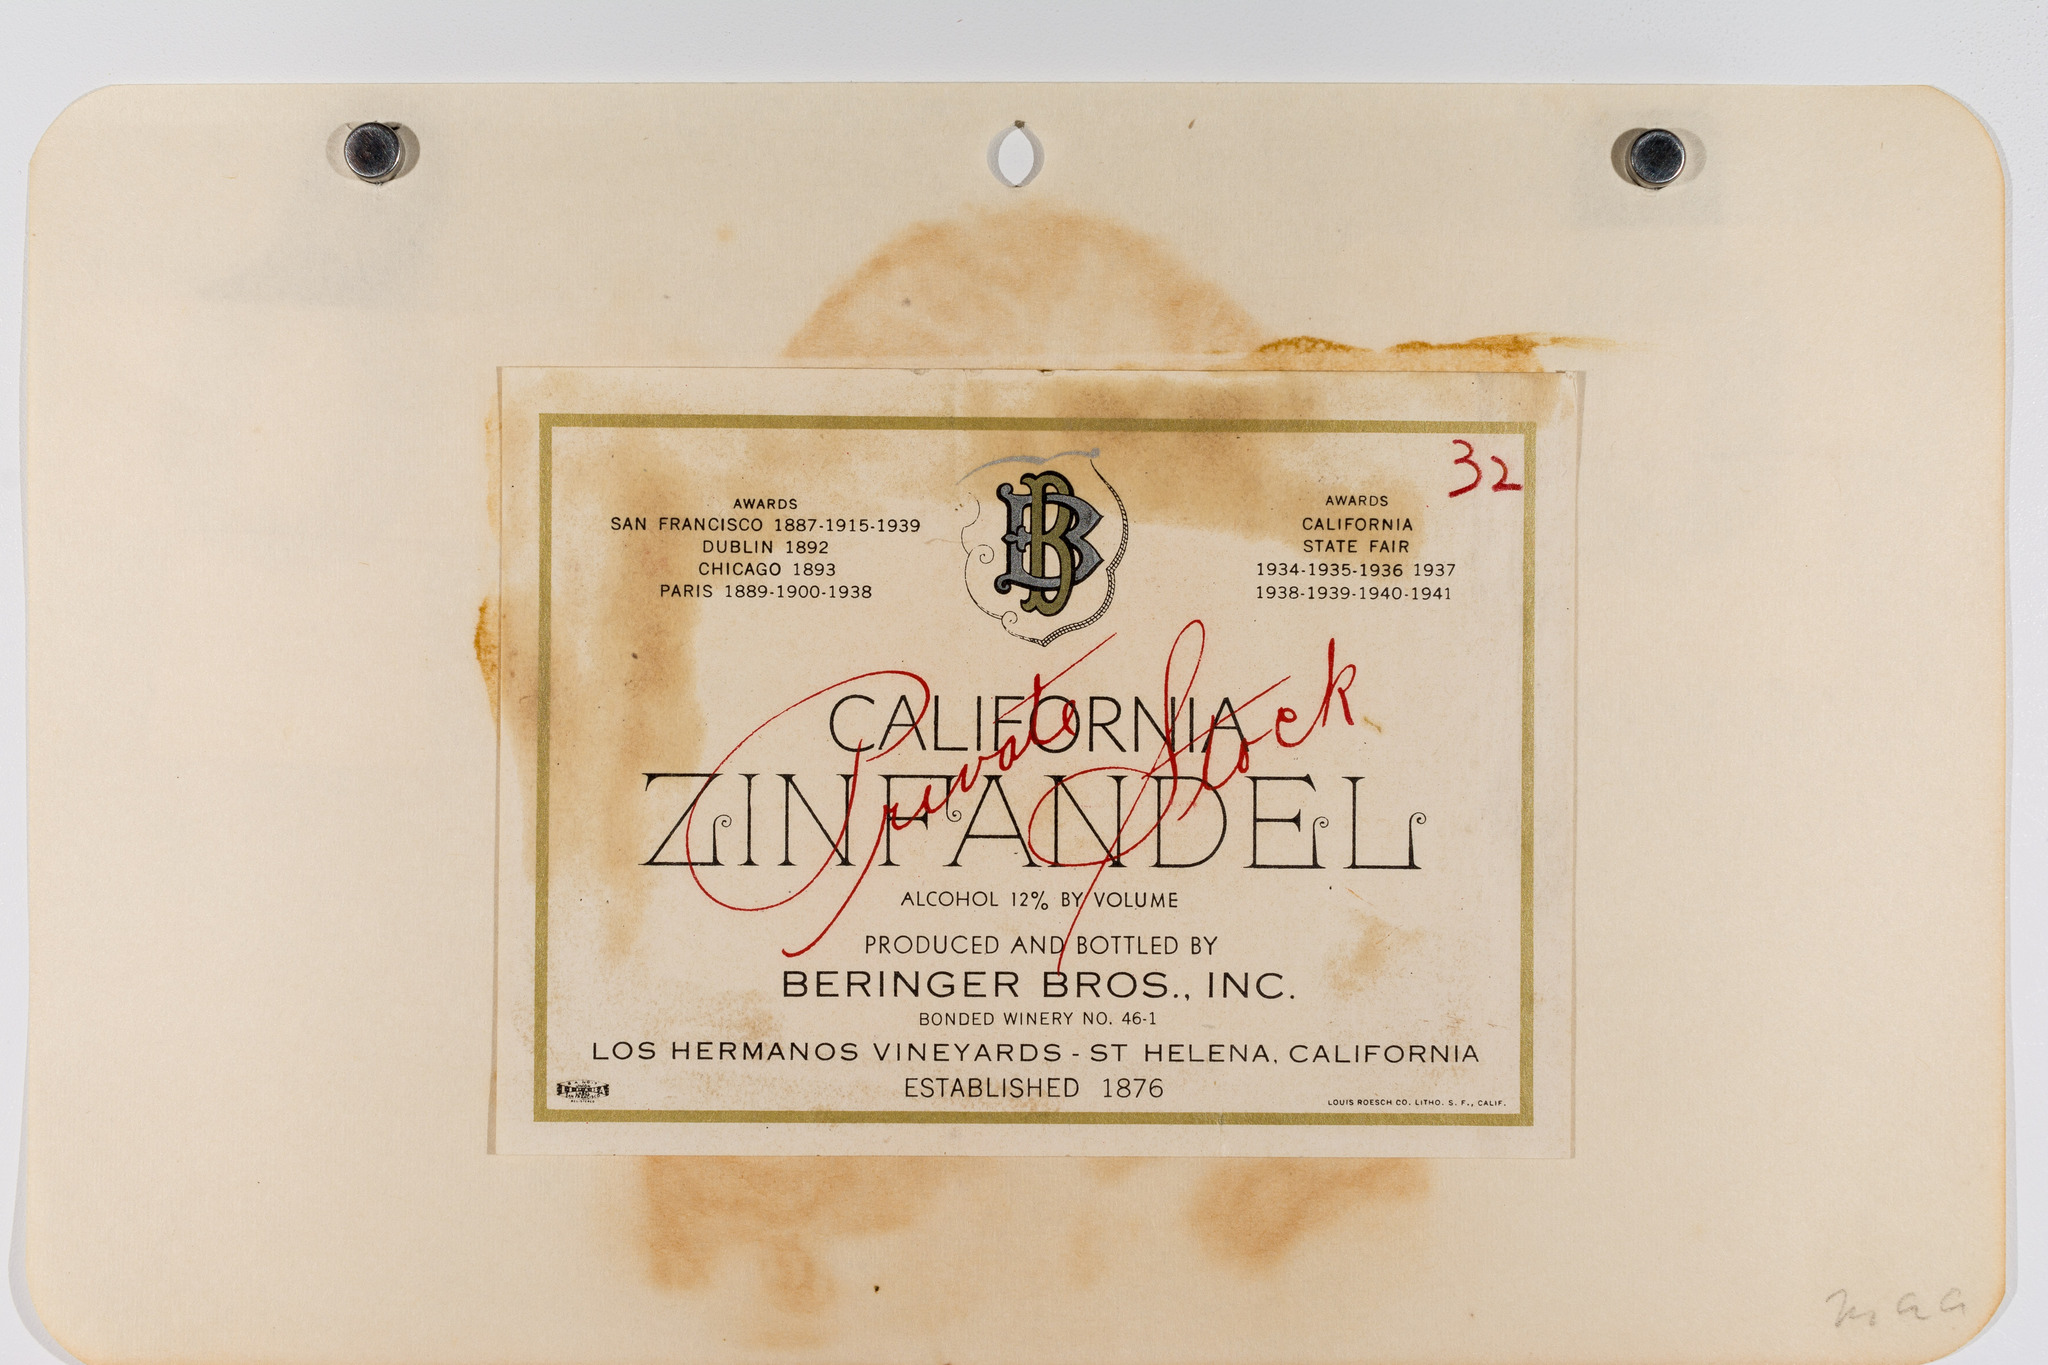 32
AWARDS
SAN FRANCISCO 1887-1915-1939
DUBLIN 1892
CHICAGO 1893
PARIS 1889-1900-1938
BB
AWARDS
CALIFORNIA
STATE FAIR
1934-1935-1936 1937
1938-1939-1940-1941
Private Stock
CALIFORNIA
ZINFANDEL
ALCOHOL 12% BY VOLUME
PRODUCED AND BOTTLED BY
BERINGER BROS., INC.
BONDED WINERY NO. 46-1
LOS HERMANOS VINEYARDS - ST HELENA, CALIFORNIA
ESTABLISHED 1876
LOUIS ROESCH CO. LITHO. S. F., CALIF.